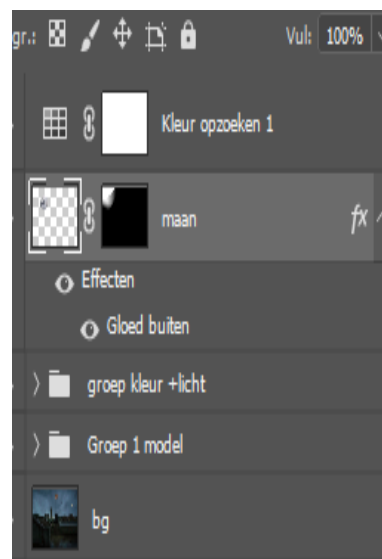 gr.: Vul: 100%
Kleur opzoeken 1
maan fx
Effecten
Gloed buiten
groep kleur +licht
Groep 1 model
bg